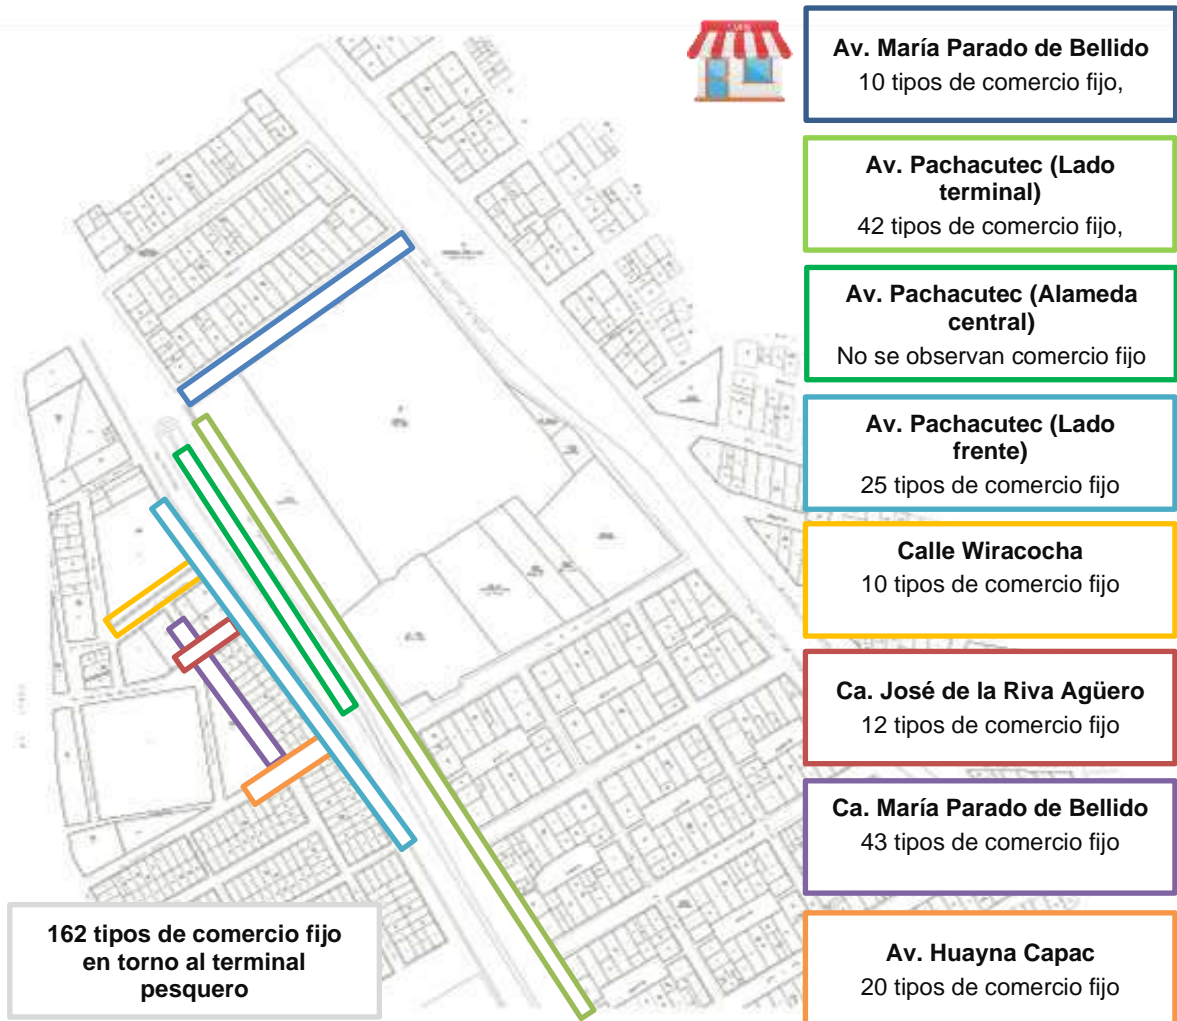 Av. María Parado de Bellido
10 tipos de comercio fijo,
Av. Pachacutec (Lado
terminal)
42 tipos de comercio fijo,
Av. Pachacutec (Alameda
central)
No se observan comercio fijo
Av. Pachacutec (Lado
frente)
25 tipos de comercio fijo
Calle Wiracocha
10 tipos de comercio fijo
Ca. José de la Riva Agüero
12 tipos de comercio fijo
Ca. María Parado de Bellido
43 tipos de comercio fijo
Av. Huayna Capac
20 tipos de comercio fijo
162 tipos de comercio fijo
en torno al terminal
pesquero